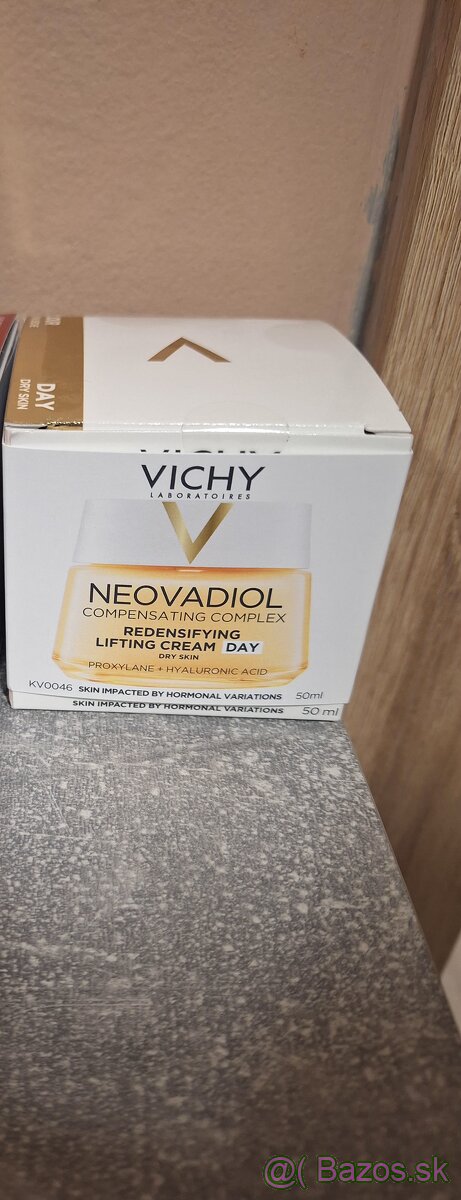 DAY
DRY SKIN
VICHY
LABORATOIRES
NEOVADIOL
COMPENSATING COMPLEX
REDENSIFYING
LIFTING CREAM DAY
DRY SKIN
PROXYLANE + HYALURONIC ACID
KV0046 SKIN IMPACTED BY HORMONAL VARIATIONS 50ml
SKIN IMPACTED BY HORMONAL VARIATIONS 50 ml
@( Bazos.sk